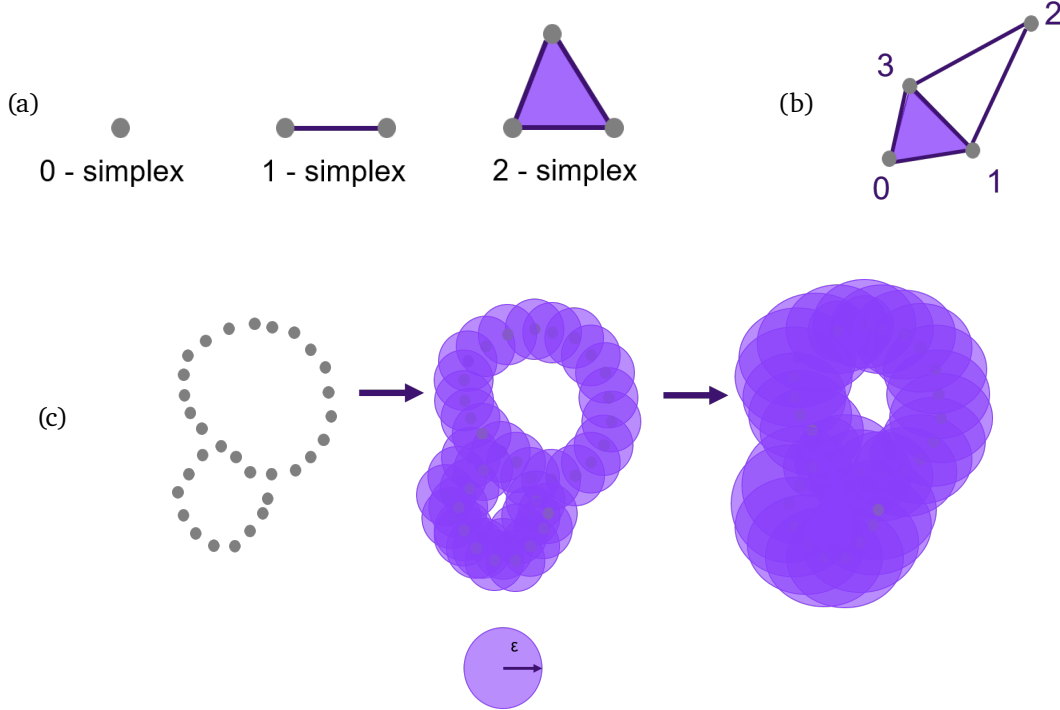 (a)
0 - simplex
1 - simplex
2 - simplex
(b)
2
3
0
1
(c)
ε